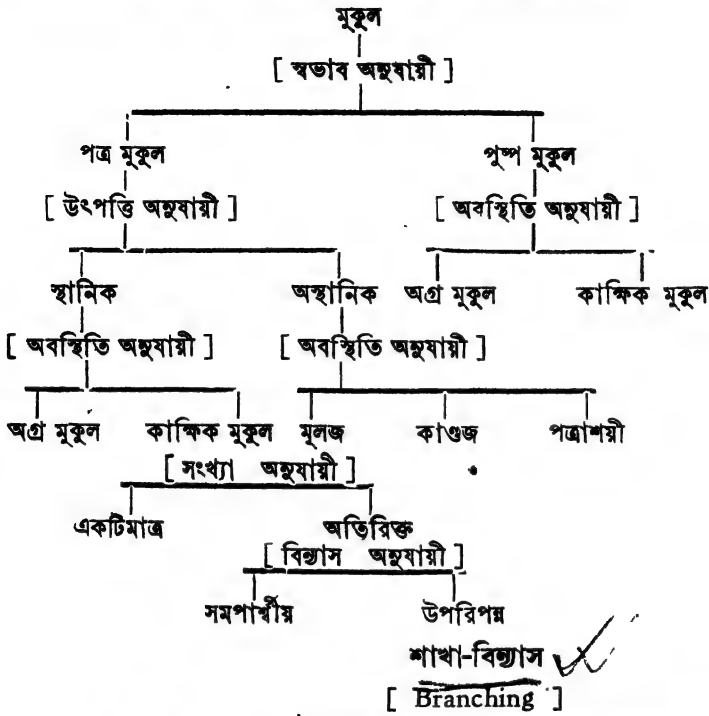 মুকুল
[ স্বভাব অনুযায়ী ]
পত্র মুকুল পুষ্প মুকুল
[ উৎপত্তি অনুযায়ী ] [ অবস্থিতি অনুযায়ী ]
স্থানিক অস্থানিক অগ্র মুকুল কাক্ষিক মুকুল
[ অবস্থিতি অনুযায়ী ] [ অবস্থিতি অনুযায়ী ]
অগ্র মুকুল কাক্ষিক মুকুল মূলজ কাণ্ডজ পত্রাশয়ী
[ সংখ্যা অনুযায়ী ]
একটিমাত্র অতিরিক্ত
[ বিন্যাস অনুযায়ী ]
সমপার্শ্বীয় উপরিপন্ন
শাখা-বিন্যাস
[ Branching ]